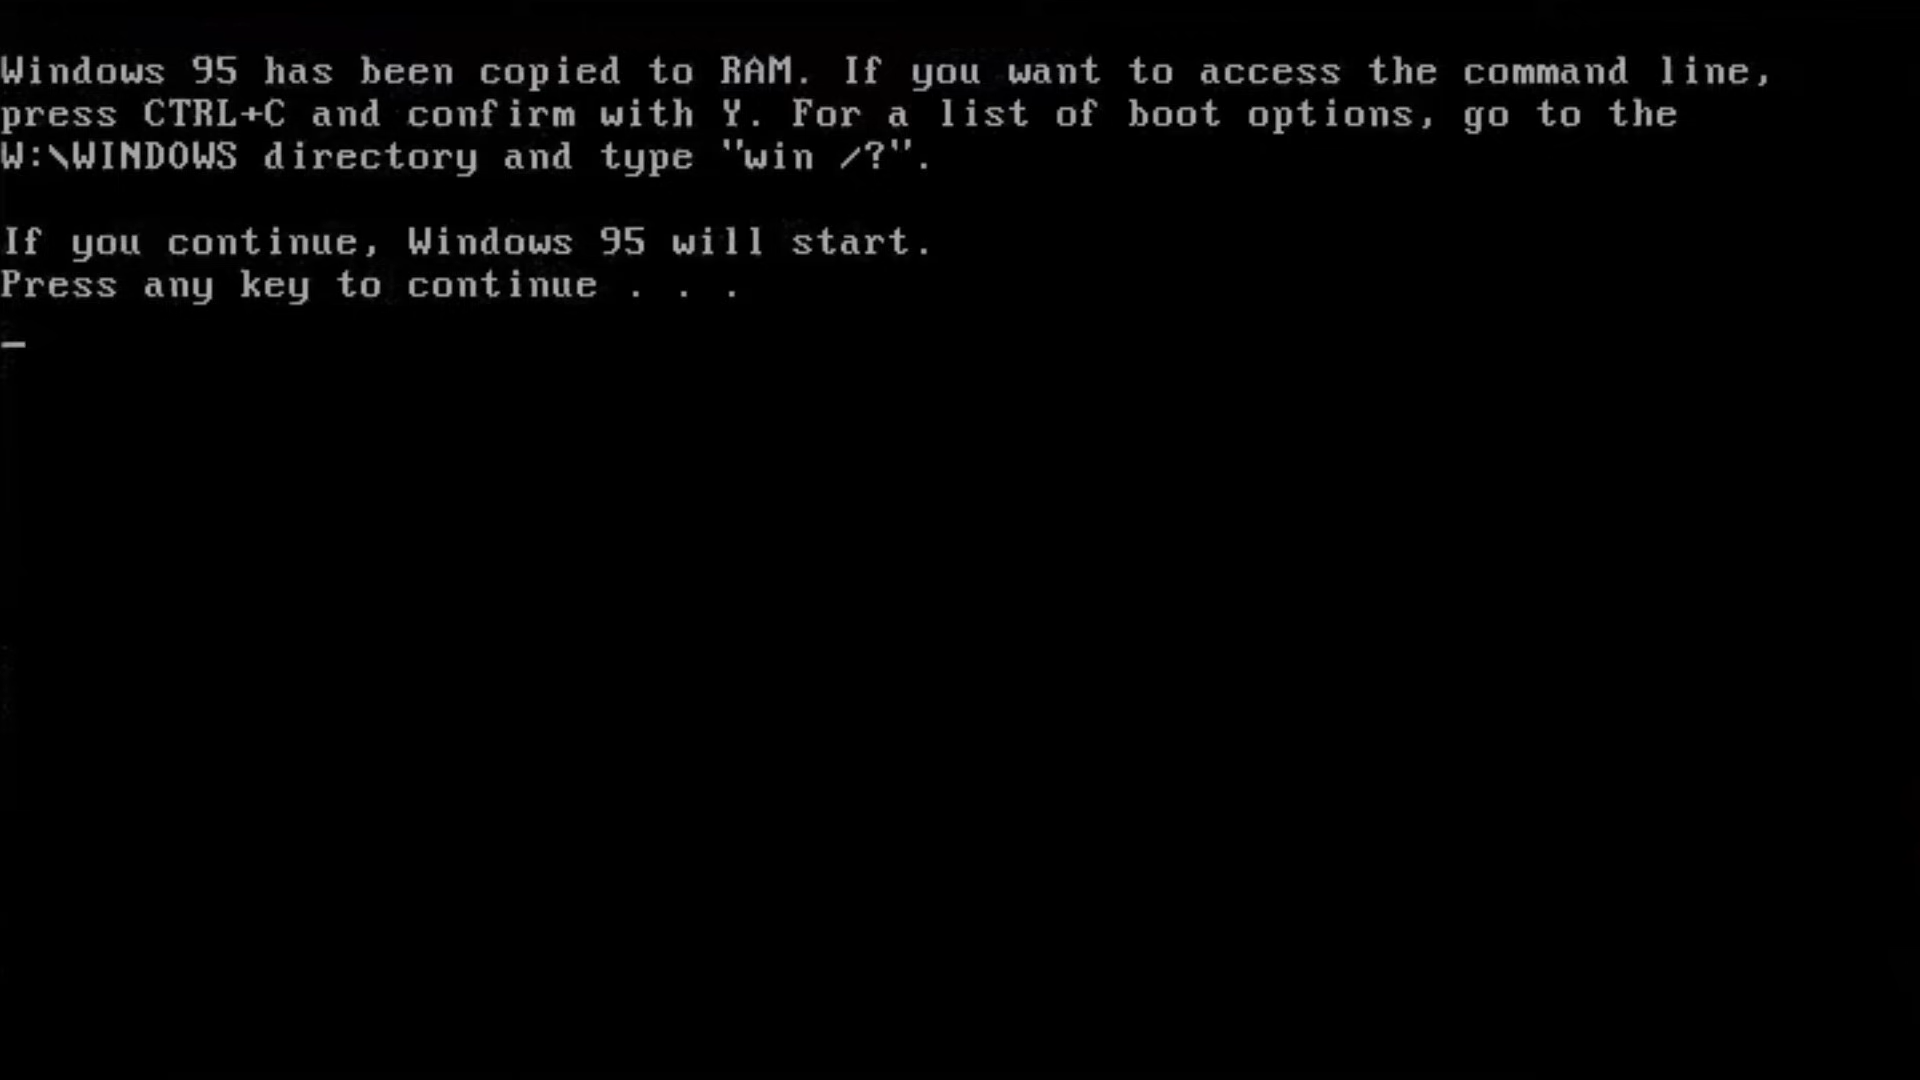 Windows 95 has been copied to RAM. If you want to access the command line,
press CTRL+C and confirm with Y. For a list of boot options, go to the
W:\WINDOWS directory and type "win /?".
If you continue, Windows 95 will start.
Press any key to continue . . .